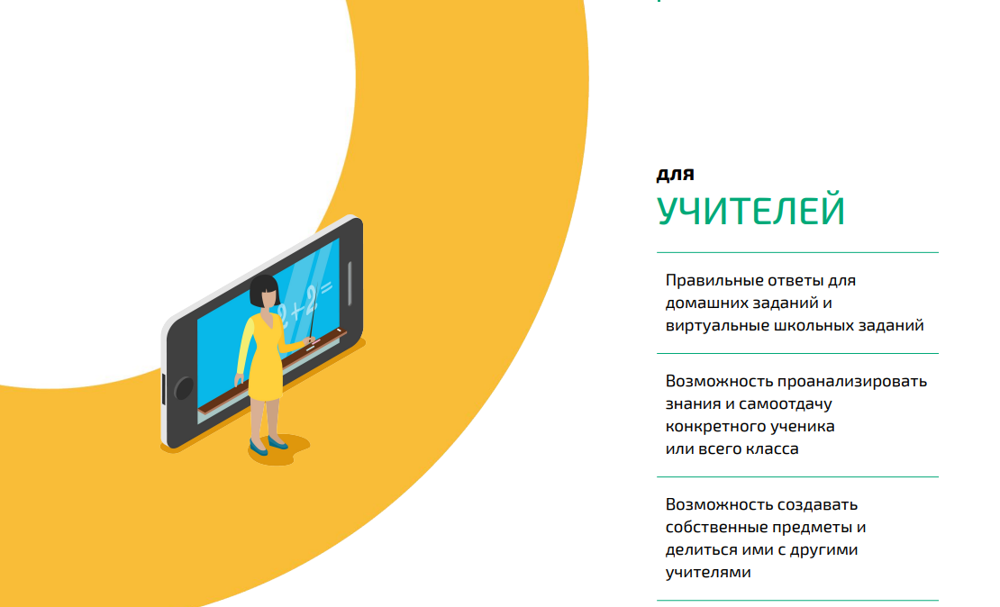 2+2=
для
УЧИТЕЛЕЙ
Правильные ответы для
домашних заданий и
виртуальные школьных заданий
Возможность проанализировать
знания и самоотдачу
конкретного ученика
или всего класса
Возможность создавать
собственные предметы и
делиться ими с другими
учителями